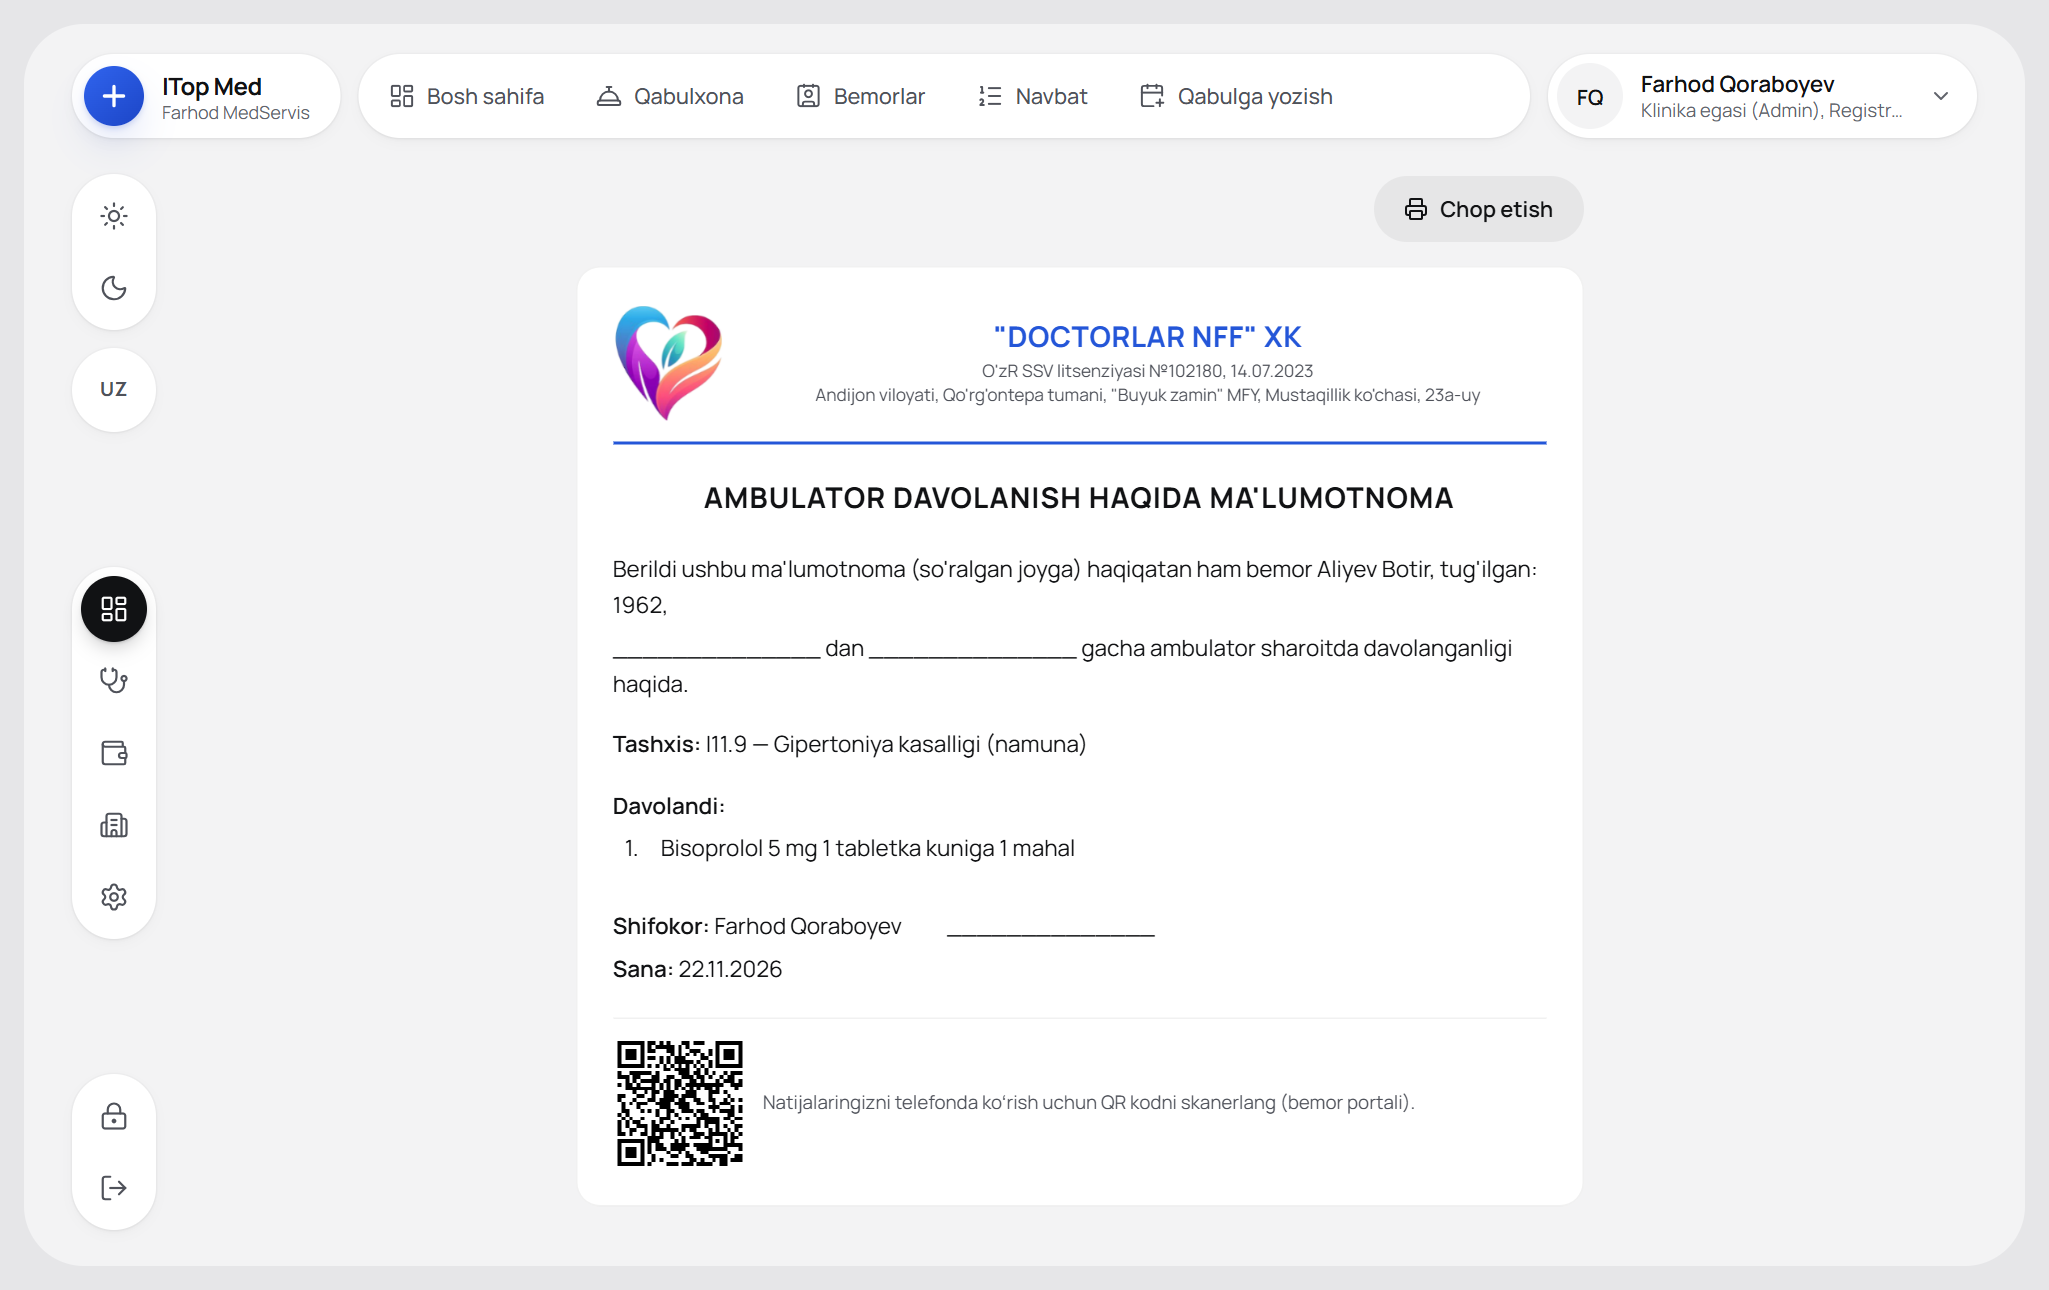 ITop Med
Farhod MedServis
Bosh sahifa
Qabulxona
Bemorlar
Navbat
Qabulga yozish
FQ
Farhod Qoraboyev
Klinika egasi (Admin), Registr...
UZ
Chop etish
"DOCTORLAR NFF" XK
O'zR SSV litsenziyasi №102180, 14.07.2023
Andijon viloyati, Qo'rg'ontepa tumani, "Buyuk zamin" MFY, Mustaqillik ko'chasi, 23a-uy
AMBULATOR DAVOLANISH HAQIDA MA'LUMOTNOMA
Berildi ushbu ma'lumotnoma (so'ralgan joyga) haqiqatan ham bemor Aliyev Botir, tug'ilgan:
1962,
________________ dan ________________ gacha ambulator sharoitda davolanganligi
haqida.
Tashxis: I11.9 — Gipertoniya kasalligi (namuna)
Davolandi:
1. Bisoprolol 5 mg 1 tabletka kuniga 1 mahal
Shifokor: Farhod Qoraboyev ________________
Sana: 22.11.2026
Natijalaringizni telefonda koʻrish uchun QR kodni skanerlang (bemor portali).